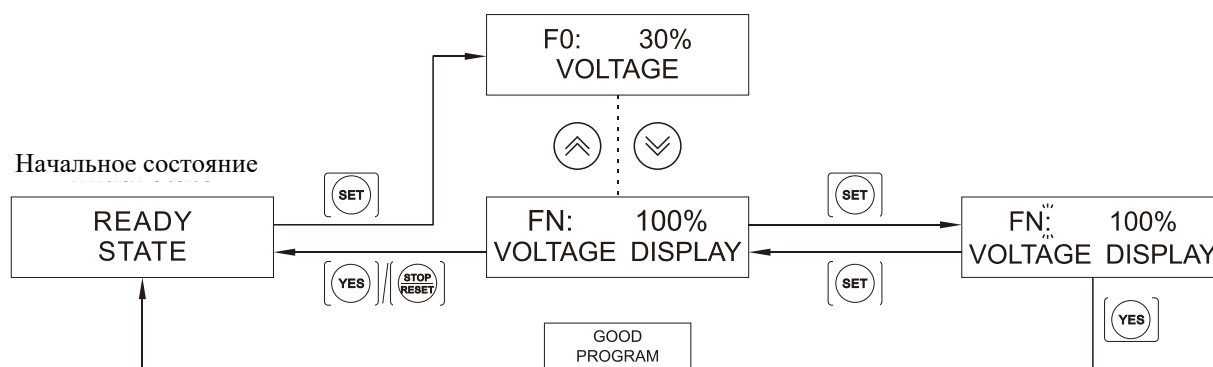 F0: 30%
VOLTAGE
Начальное состояние
SET
READY
STATE
FN: 100%
VOLTAGE DISPLAY
SET
FN: 100%
VOLTAGE DISPLAY
YES / STOP
RESET
SET
YES
GOOD
PROGRAM